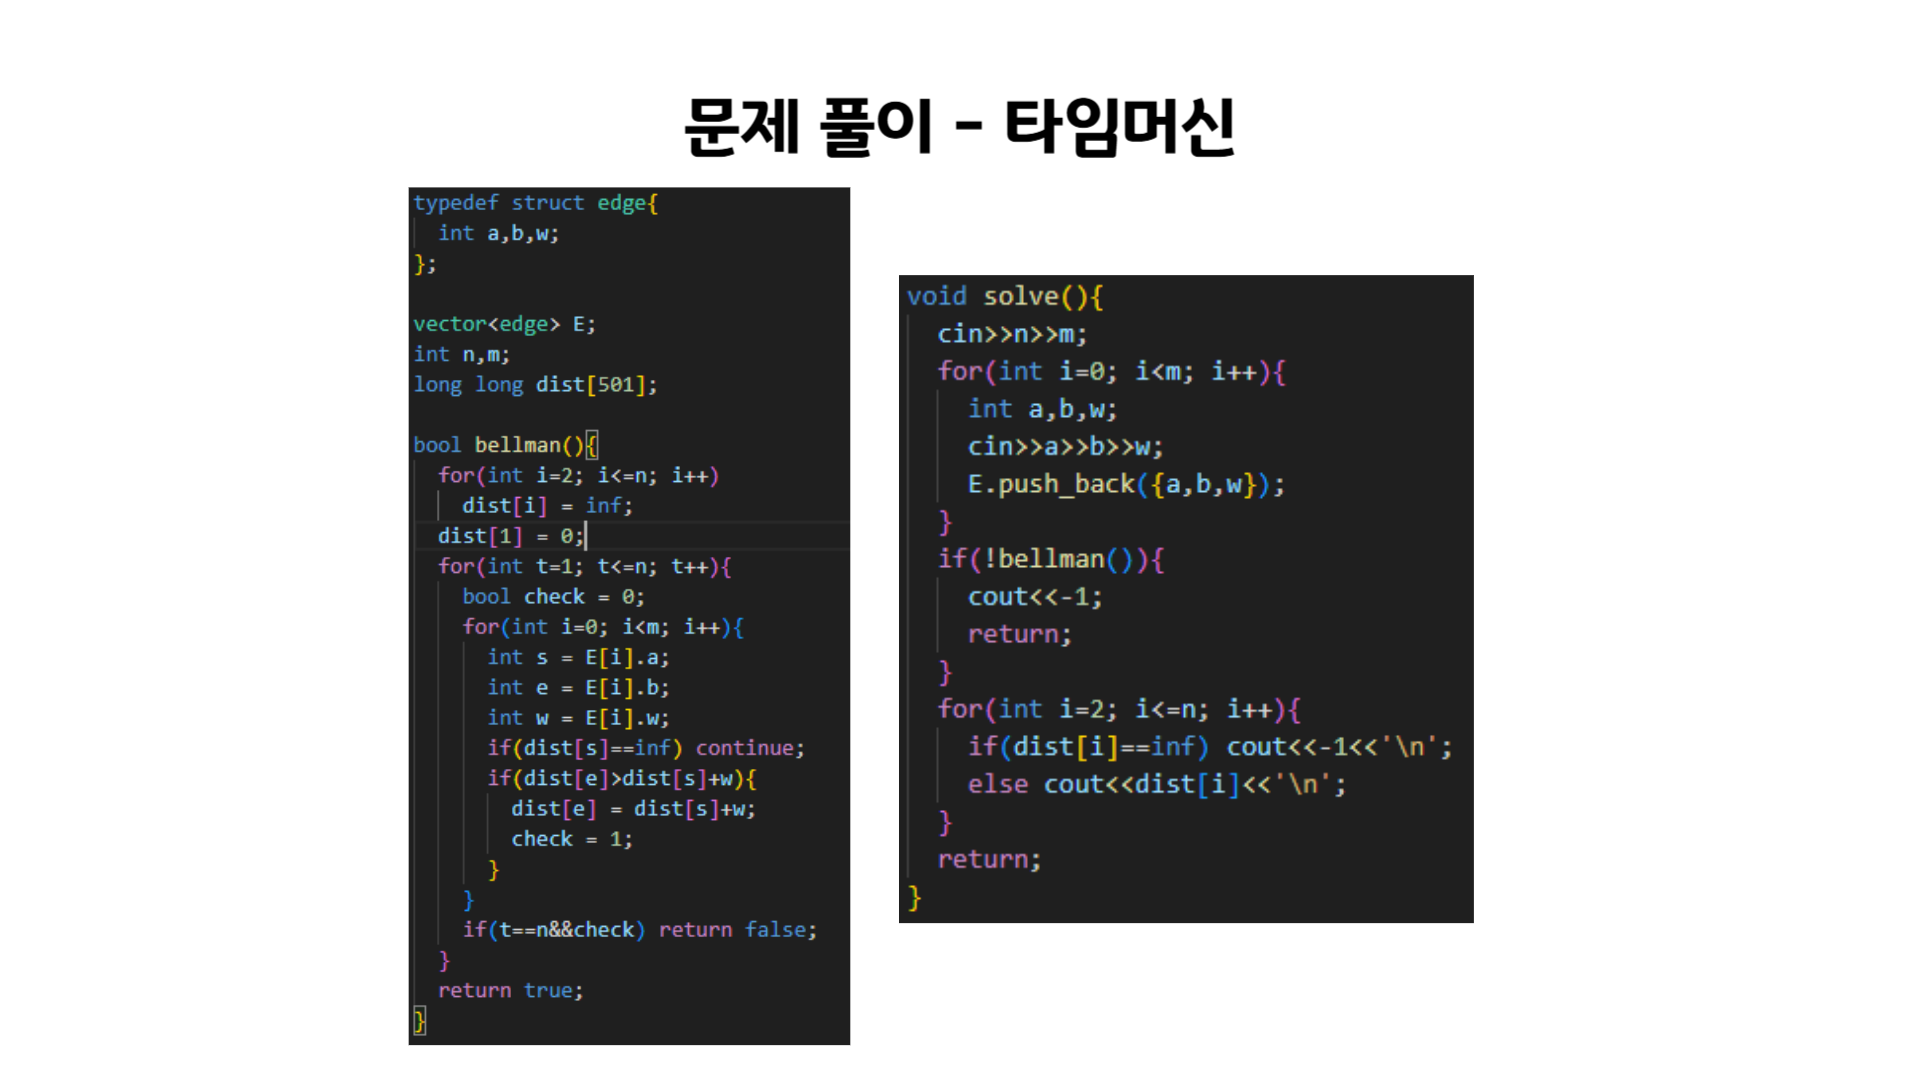 문제 풀이 - 타임머신
typedef struct edge{
  int a,b,w;
};
vector<edge> E;
int n,m;
long long dist[501];
bool bellman(){
  for(int i=2; i<=n; i++)
    dist[i] = inf;
  dist[1] = 0;
  for(int t=1; t<=n; t++){
    bool check = 0;
    for(int i=0; i<m; i++){
      int s = E[i].a;
      int e = E[i].b;
      int w = E[i].w;
      if(dist[s]==inf) continue;
      if(dist[e]>dist[s]+w){
        dist[e] = dist[s]+w;
        check = 1;
      }
    }
    if(t==n&&check) return false;
  }
  return true;
}
void solve(){
  cin>>n>>m;
  for(int i=0; i<m; i++){
    int a,b,w;
    cin>>a>>b>>w;
    E.push_back({a,b,w});
  }
  if(!bellman()){
    cout<<-1;
    return;
  }
  for(int i=2; i<=n; i++){
    if(dist[i]==inf) cout<<-1<<'\n';
    else cout<<dist[i]<<'\n';
  }
  return;
}